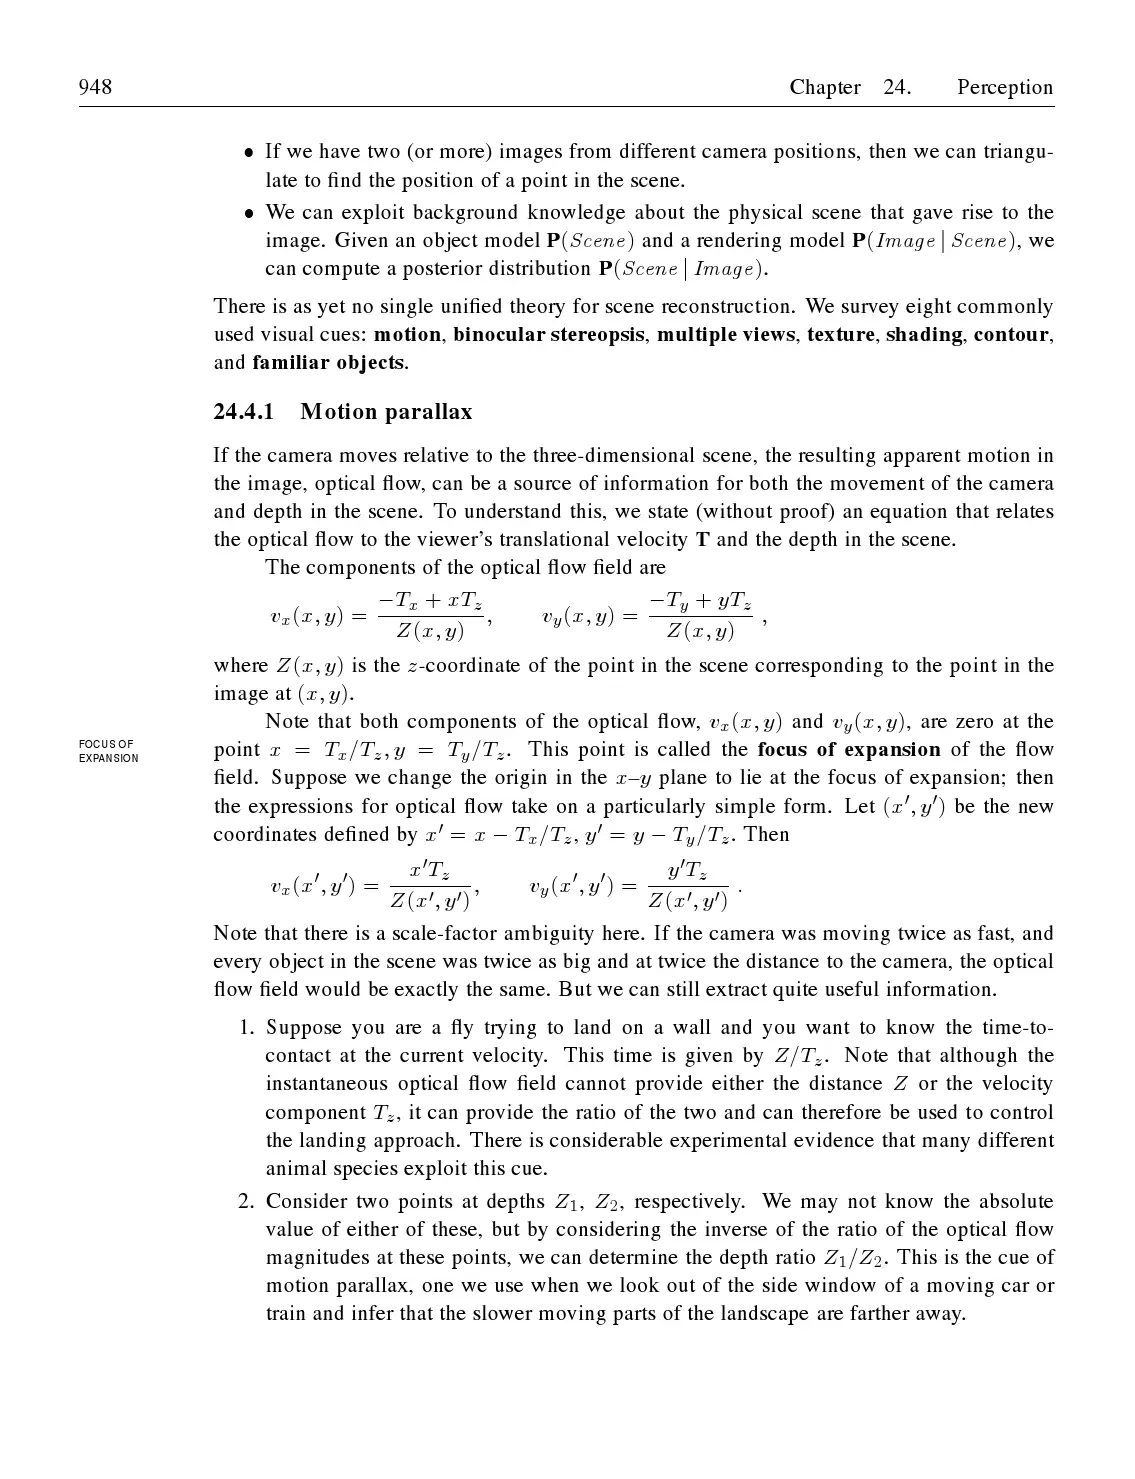 948 Chapter 24. Perception
• If we have two (or more) images from different camera positions, then we can triangu-
late to find the position of a point in the scene.
• We can exploit background knowledge about the physical scene that gave rise to the
image. Given an object model P(Scene) and a rendering model P(Image | Scene), we
can compute a posterior distribution P(Scene | Image).
There is as yet no single unified theory for scene reconstruction. We survey eight commonly
used visual cues: motion, binocular stereopsis, multiple views, texture, shading, contour,
and familiar objects.
24.4.1 Motion parallax
If the camera moves relative to the three-dimensional scene, the resulting apparent motion in
the image, optical flow, can be a source of information for both the movement of the camera
and depth in the scene. To understand this, we state (without proof) an equation that relates
the optical flow to the viewer's translational velocity T and the depth in the scene.
The components of the optical flow field are
v_x(x, y) = (−T_x + xT_z)/Z(x, y), v_y(x, y) = (−T_y + yT_z)/Z(x, y) ,
where Z(x, y) is the z-coordinate of the point in the scene corresponding to the point in the
image at (x, y).
Note that both components of the optical flow, v_x(x, y) and v_y(x, y), are zero at the
FOCUS OF
EXPANSION
point x = T_x/T_z, y = T_y/T_z. This point is called the focus of expansion of the flow
field. Suppose we change the origin in the x–y plane to lie at the focus of expansion; then
the expressions for optical flow take on a particularly simple form. Let (x′, y′) be the new
coordinates defined by x′ = x − T_x/T_z, y′ = y − T_y/T_z. Then
v_x(x′, y′) = x′T_z/Z(x′, y′), v_y(x′, y′) = y′T_z/Z(x′, y′) .
Note that there is a scale-factor ambiguity here. If the camera was moving twice as fast, and
every object in the scene was twice as big and at twice the distance to the camera, the optical
flow field would be exactly the same. But we can still extract quite useful information.
1. Suppose you are a fly trying to land on a wall and you want to know the time-to-
contact at the current velocity. This time is given by Z/T_z. Note that although the
instantaneous optical flow field cannot provide either the distance Z or the velocity
component T_z, it can provide the ratio of the two and can therefore be used to control
the landing approach. There is considerable experimental evidence that many different
animal species exploit this cue.
2. Consider two points at depths Z₁, Z₂, respectively. We may not know the absolute
value of either of these, but by considering the inverse of the ratio of the optical flow
magnitudes at these points, we can determine the depth ratio Z₁/Z₂. This is the cue of
motion parallax, one we use when we look out of the side window of a moving car or
train and infer that the slower moving parts of the landscape are farther away.